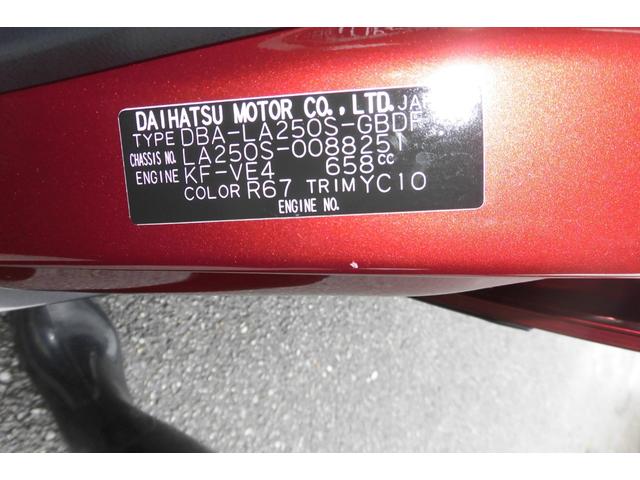 DAIHATSU MOTOR CO., LTD. JA
TYPE DBA-LA250S-GBDF
CHASSIS NO. LA250S-0088251
ENGINE KF-VE4 658cc
COLOR R67 TRIM YC10
ENGINE NO.